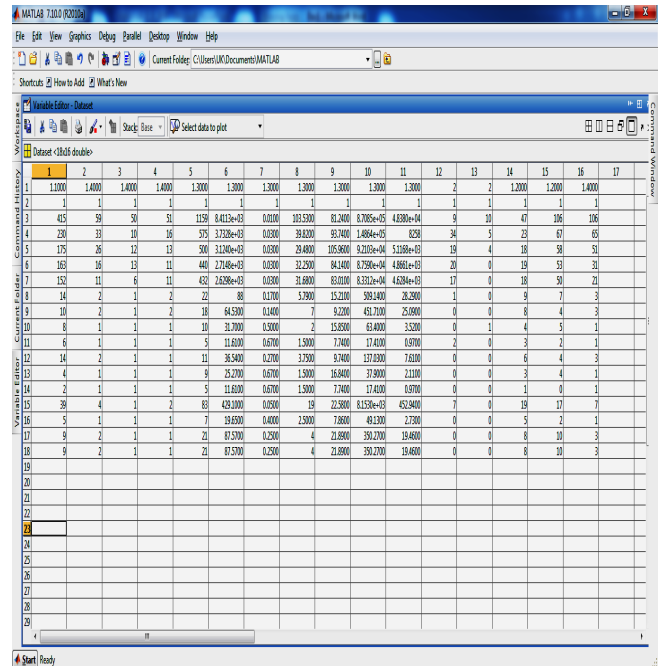 MATLAB 7.10.0 (R2010a)
File Edit View Graphics Debug Parallel Desktop Window Help
Current Folder: C:\Users\UK\Documents\MATLAB
Shortcuts How to Add What's New
Variable Editor - Dataset
Stack: Base Select data to plot
Dataset <18x16 double>
1 2 3 4 5 6 7 8 9 10 11 12 13 14 15 16 17
1 1.1000 1.4000 1.4000 1.4000 1.3000 1.3000 1.3000 1.3000 1.3000 1.3000 1.3000 2 2 1.2000 1.2000 1.4000
2 1 1 1 1 1 1 1 1 1 1 1 1 1 1 1 1
3 415 59 50 51 1159 8.4113e+03 0.0100 103.5300 81.2400 8.7085e+05 4.8380e+04 9 10 47 106 106
4 230 33 10 16 575 3.7328e+03 0.0300 39.8200 93.7400 1.4864e+05 8258 34 5 23 67 65
5 175 26 12 13 500 3.1240e+03 0.0300 29.4800 105.9600 9.2103e+04 5.1168e+03 19 4 18 58 51
6 163 16 13 11 440 2.7148e+03 0.0300 32.2500 84.1400 8.7590e+04 4.8661e+03 20 0 19 53 31
7 152 11 6 11 432 2.6298e+03 0.0300 31.6800 83.0100 8.3312e+04 4.6284e+03 17 0 18 50 21
8 14 2 1 2 22 88 0.1700 5.7900 15.2100 509.1400 28.2900 1 0 9 7 3
9 10 2 1 2 18 64.5300 0.1400 7 9.2200 451.7100 25.0900 0 0 8 4 3
10 8 1 1 1 10 31.7000 0.5000 2 15.8500 63.4000 3.5200 0 1 4 5 1
11 6 1 1 1 5 11.6100 0.6700 1.5000 7.7400 17.4100 0.9700 2 0 3 2 1
12 14 2 1 1 11 36.5400 0.2700 3.7500 9.7400 137.0300 7.6100 0 0 6 4 3
13 4 1 1 1 9 25.2700 0.6700 1.5000 16.8400 37.9000 2.1100 0 0 3 4 1
14 2 1 1 1 5 11.6100 0.6700 1.5000 7.7400 17.4100 0.9700 0 0 1 0 1
15 39 4 1 2 83 429.1000 0.0500 19 22.5800 8.1530e+03 452.9400 7 0 19 17 7
16 5 1 1 1 7 19.6500 0.4000 2.5000 7.8600 49.1300 2.7300 0 0 5 2 1
17 9 2 1 1 21 87.5700 0.2500 4 21.8900 350.2700 19.4600 0 0 8 10 3
18 9 2 1 1 21 87.5700 0.2500 4 21.8900 350.2700 19.4600 0 0 8 10 3
19
20
21
22
23
24
25
26
27
28
29
Workspace
Command History
Current Folder
Variable Editor
Command Window
Start Ready